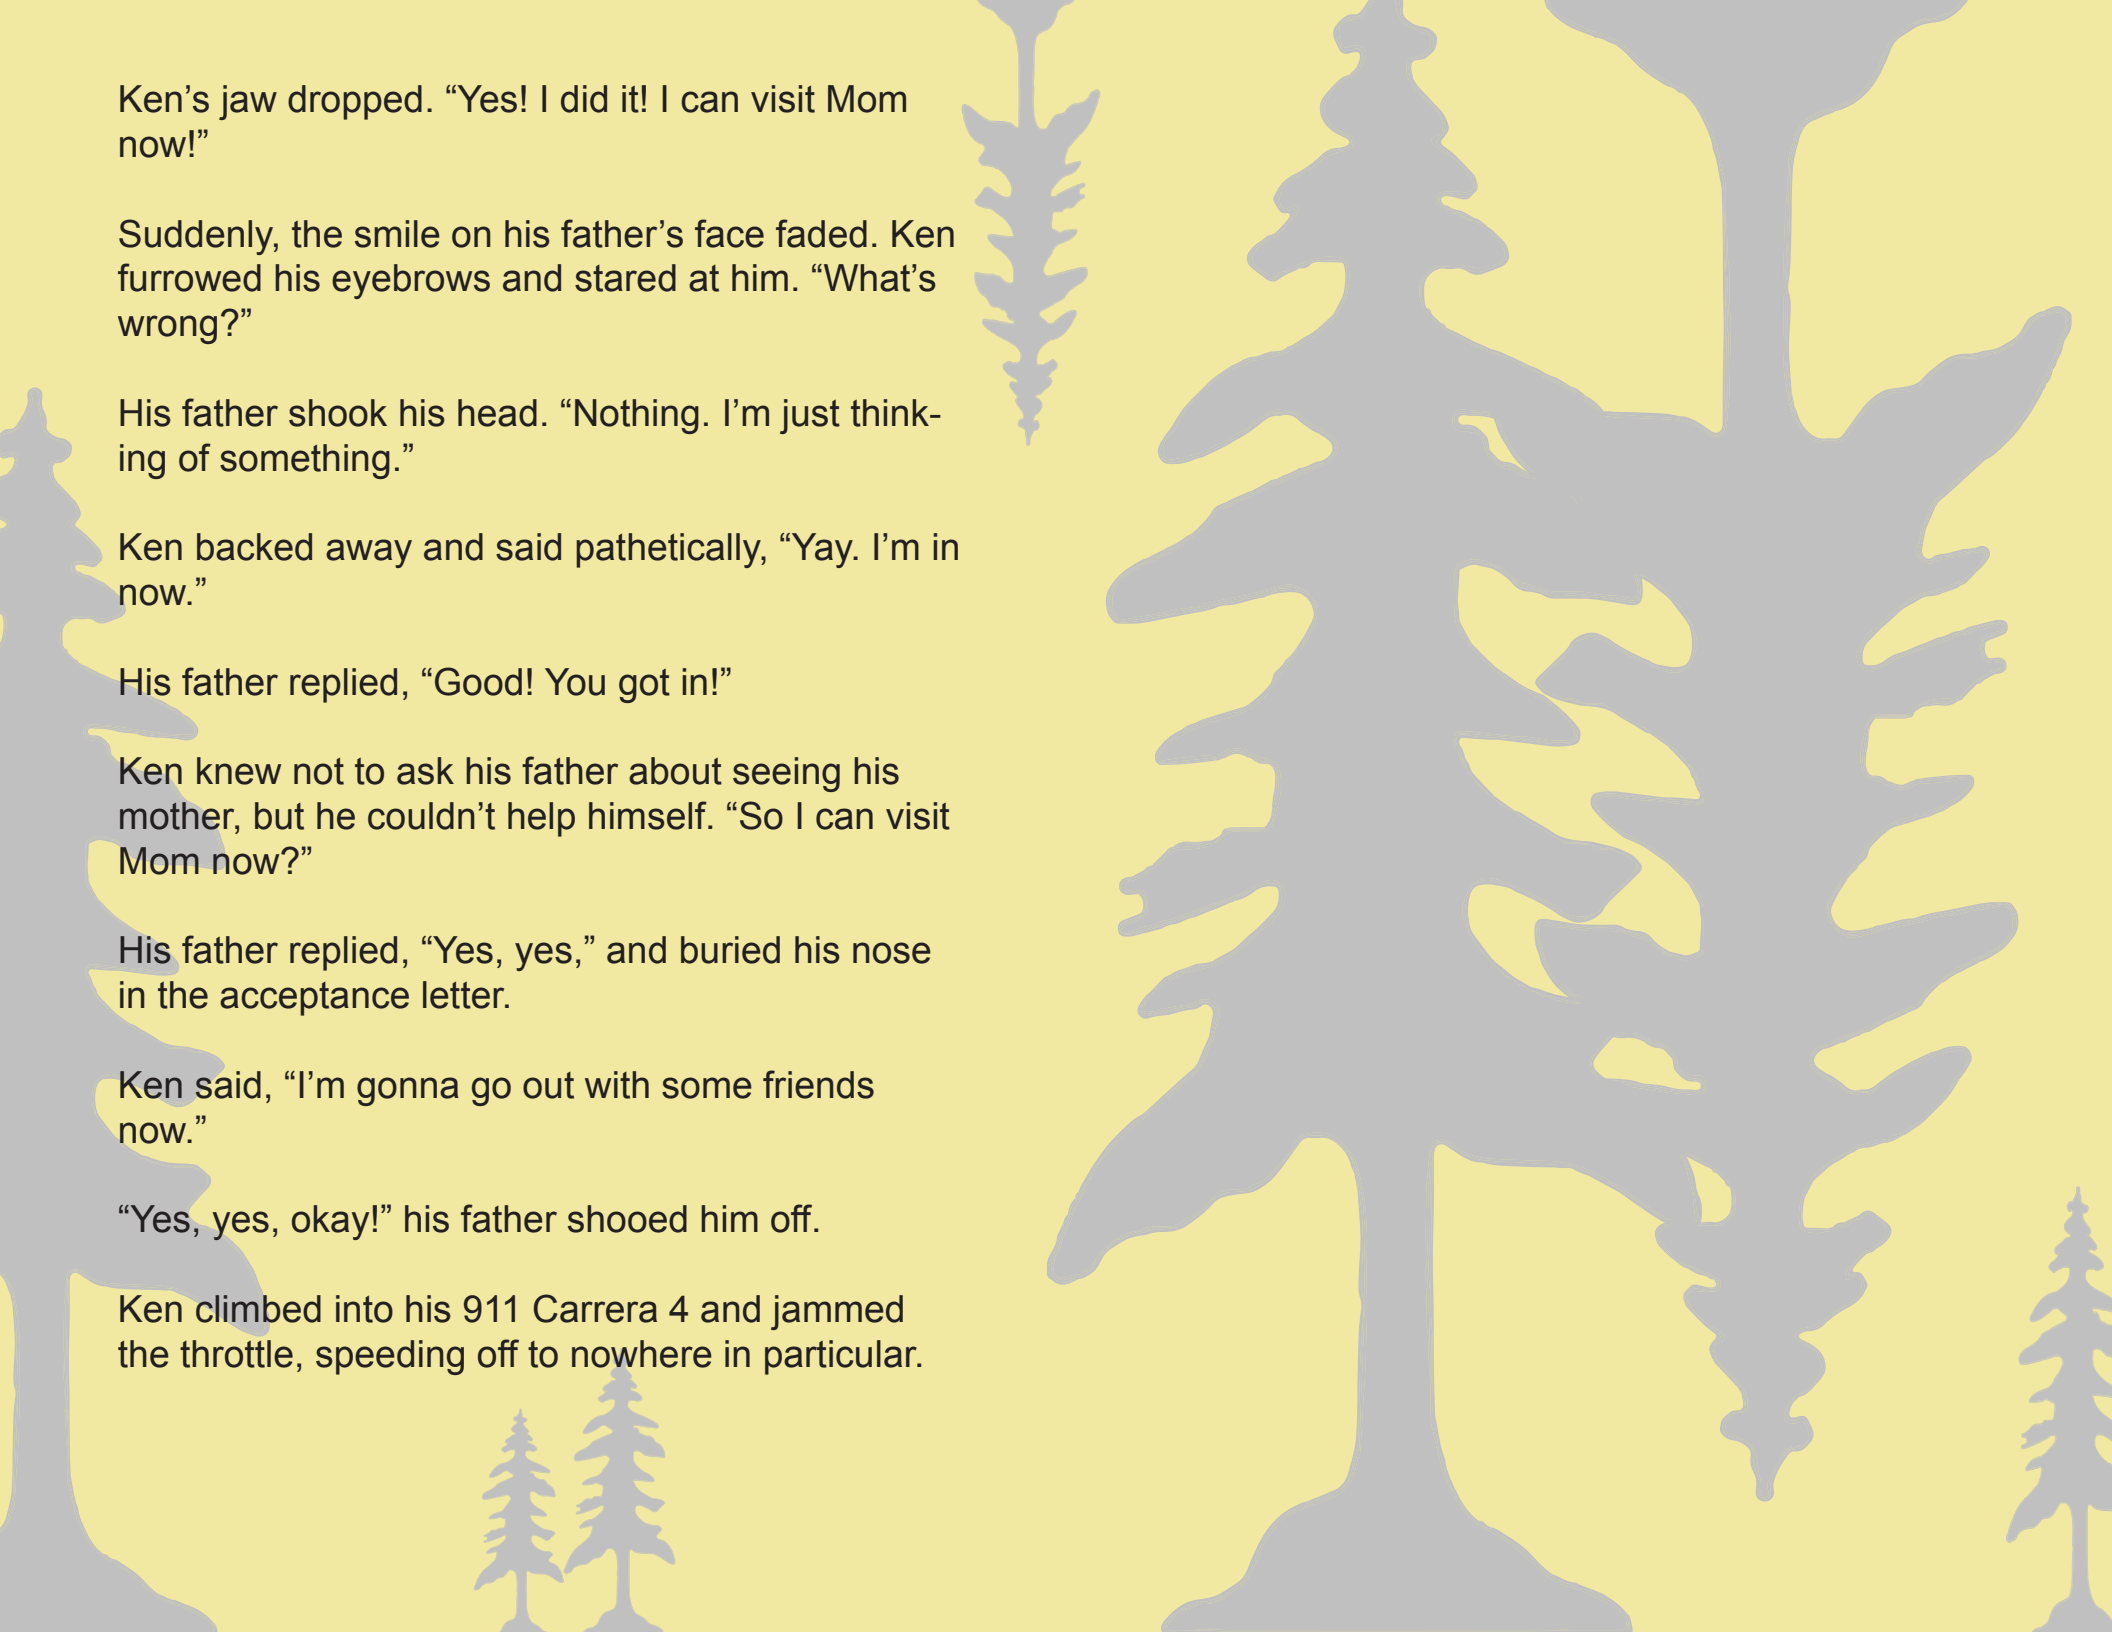 Ken’s jaw dropped. “Yes! I did it! I can visit Mom
now!”
Suddenly, the smile on his father’s face faded. Ken
furrowed his eyebrows and stared at him. “What’s
wrong?”
His father shook his head. “Nothing. I’m just think-
ing of something.”
Ken backed away and said pathetically, “Yay. I’m in
now.”
His father replied, “Good! You got in!”
Ken knew not to ask his father about seeing his
mother, but he couldn’t help himself. “So I can visit
Mom now?”
His father replied, “Yes, yes,” and buried his nose
in the acceptance letter.
Ken said, “I’m gonna go out with some friends
now.”
“Yes, yes, okay!” his father shooed him off.
Ken climbed into his 911 Carrera 4 and jammed
the throttle, speeding off to nowhere in particular.